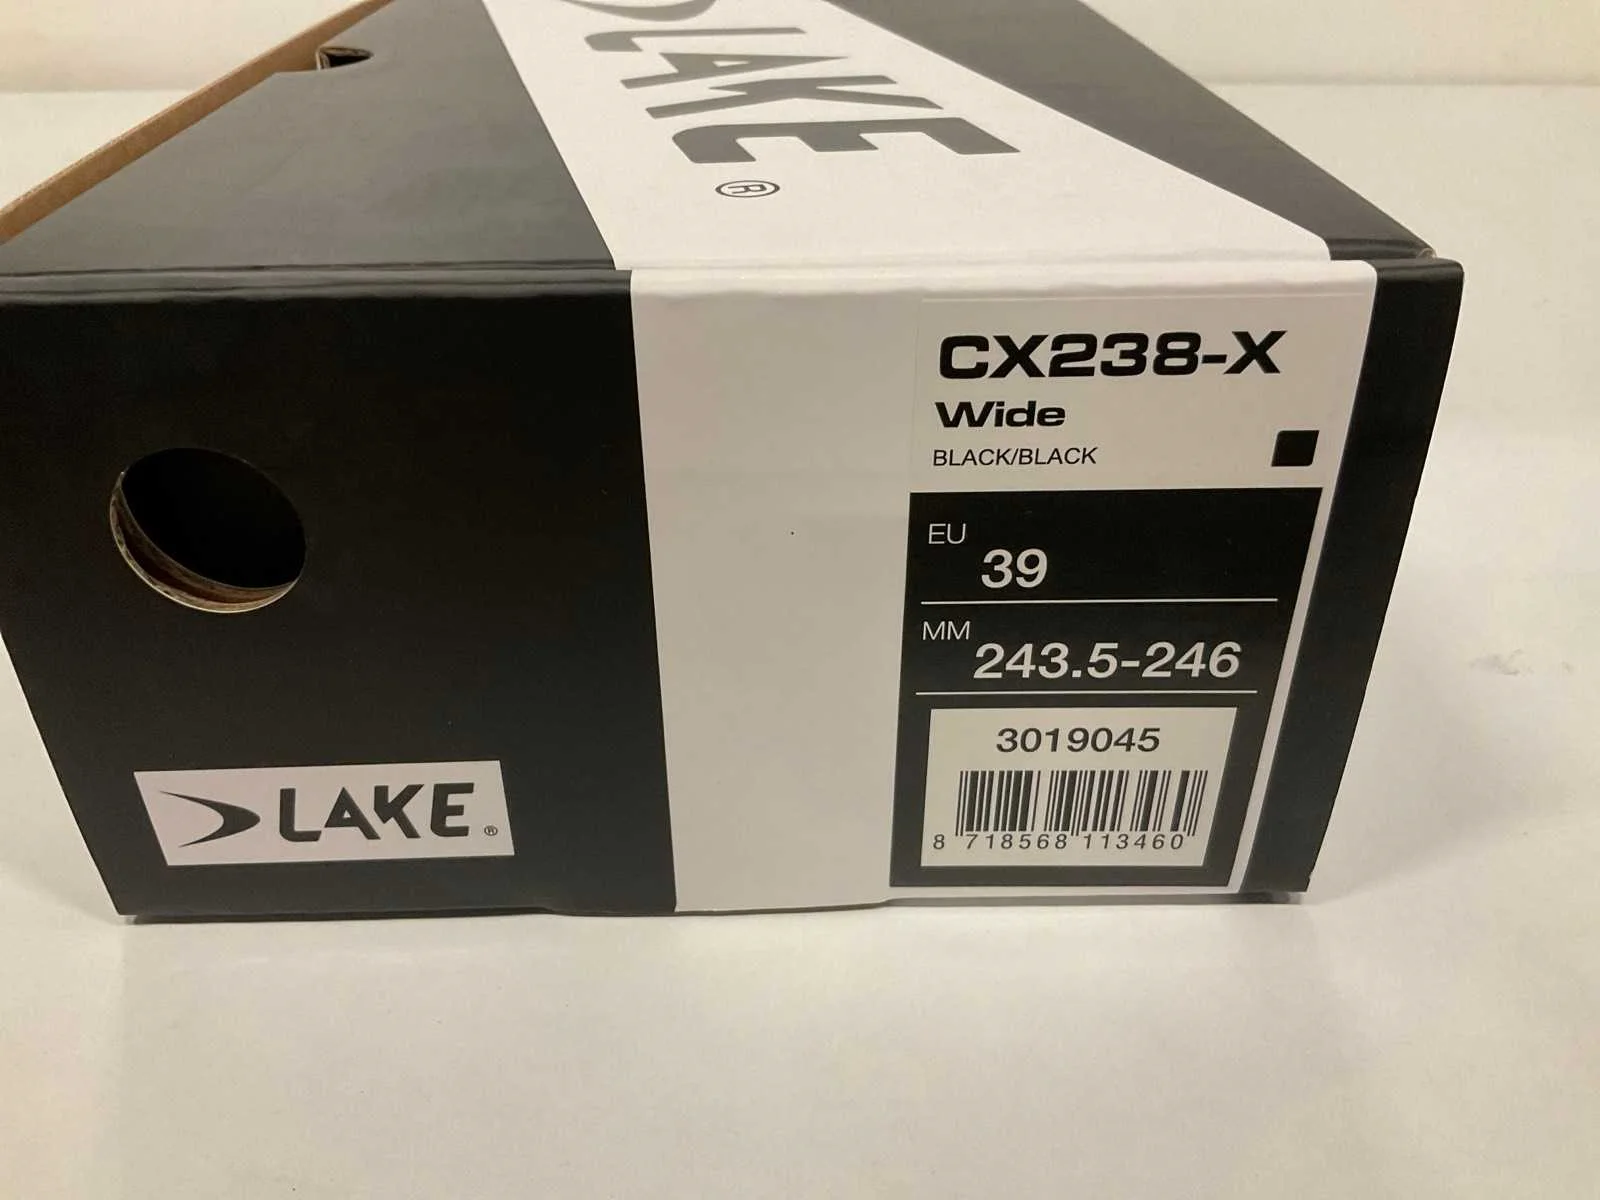 LAKE®
CX238-X
Wide
BLACK/BLACK
EU
39
MM
243.5-246
3019045
8 718568 113460
LAKE®